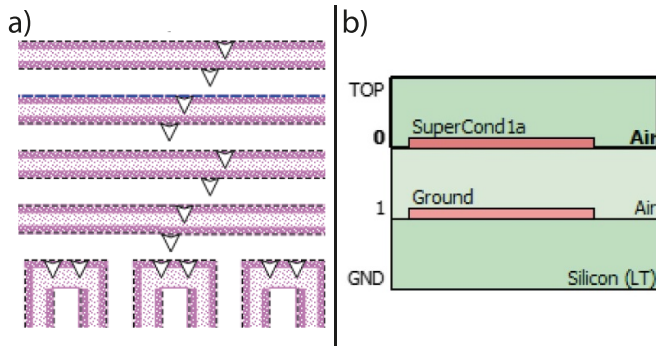 a)
b)
TOP
SuperCond1a
0
Air
Ground
1
Air
GND
Silicon (LT)